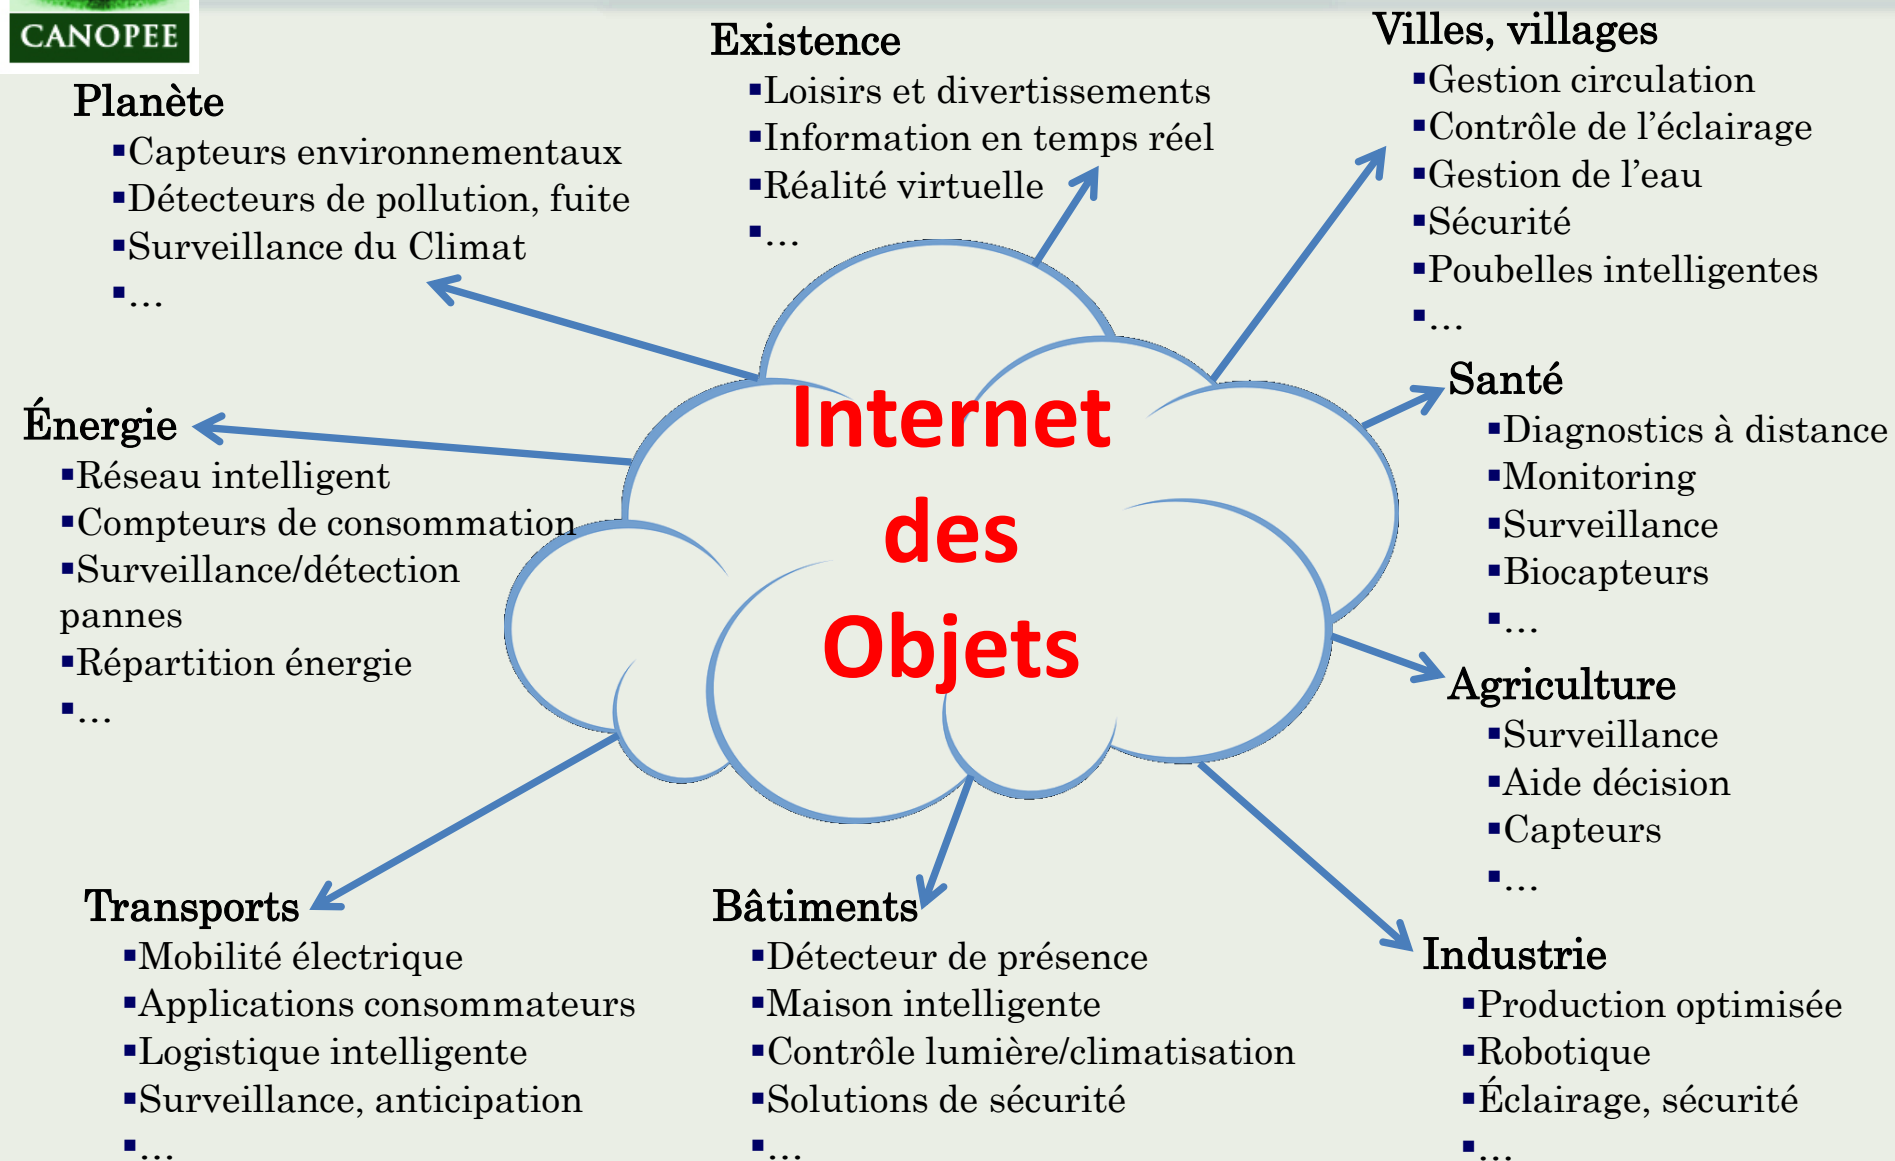 CANOPEE
Planète
▪Capteurs environnementaux
▪Détecteurs de pollution, fuite
▪Surveillance du Climat
▪...
Existence
▪Loisirs et divertissements
▪Information en temps réel
▪Réalité virtuelle
▪...
Villes, villages
▪Gestion circulation
▪Contrôle de l’éclairage
▪Gestion de l’eau
▪Sécurité
▪Poubelles intelligentes
▪...
Énergie
▪Réseau intelligent
▪Compteurs de consommation
▪Surveillance/détection
pannes
▪Répartition énergie
▪...
Internet
des
Objets
Santé
▪Diagnostics à distance
▪Monitoring
▪Surveillance
▪Biocapteurs
▪...
Agriculture
▪Surveillance
▪Aide décision
▪Capteurs
▪...
Transports
▪Mobilité électrique
▪Applications consommateurs
▪Logistique intelligente
▪Surveillance, anticipation
▪...
Bâtiments
▪Détecteur de présence
▪Maison intelligente
▪Contrôle lumière/climatisation
▪Solutions de sécurité
▪...
Industrie
▪Production optimisée
▪Robotique
▪Éclairage, sécurité
▪...